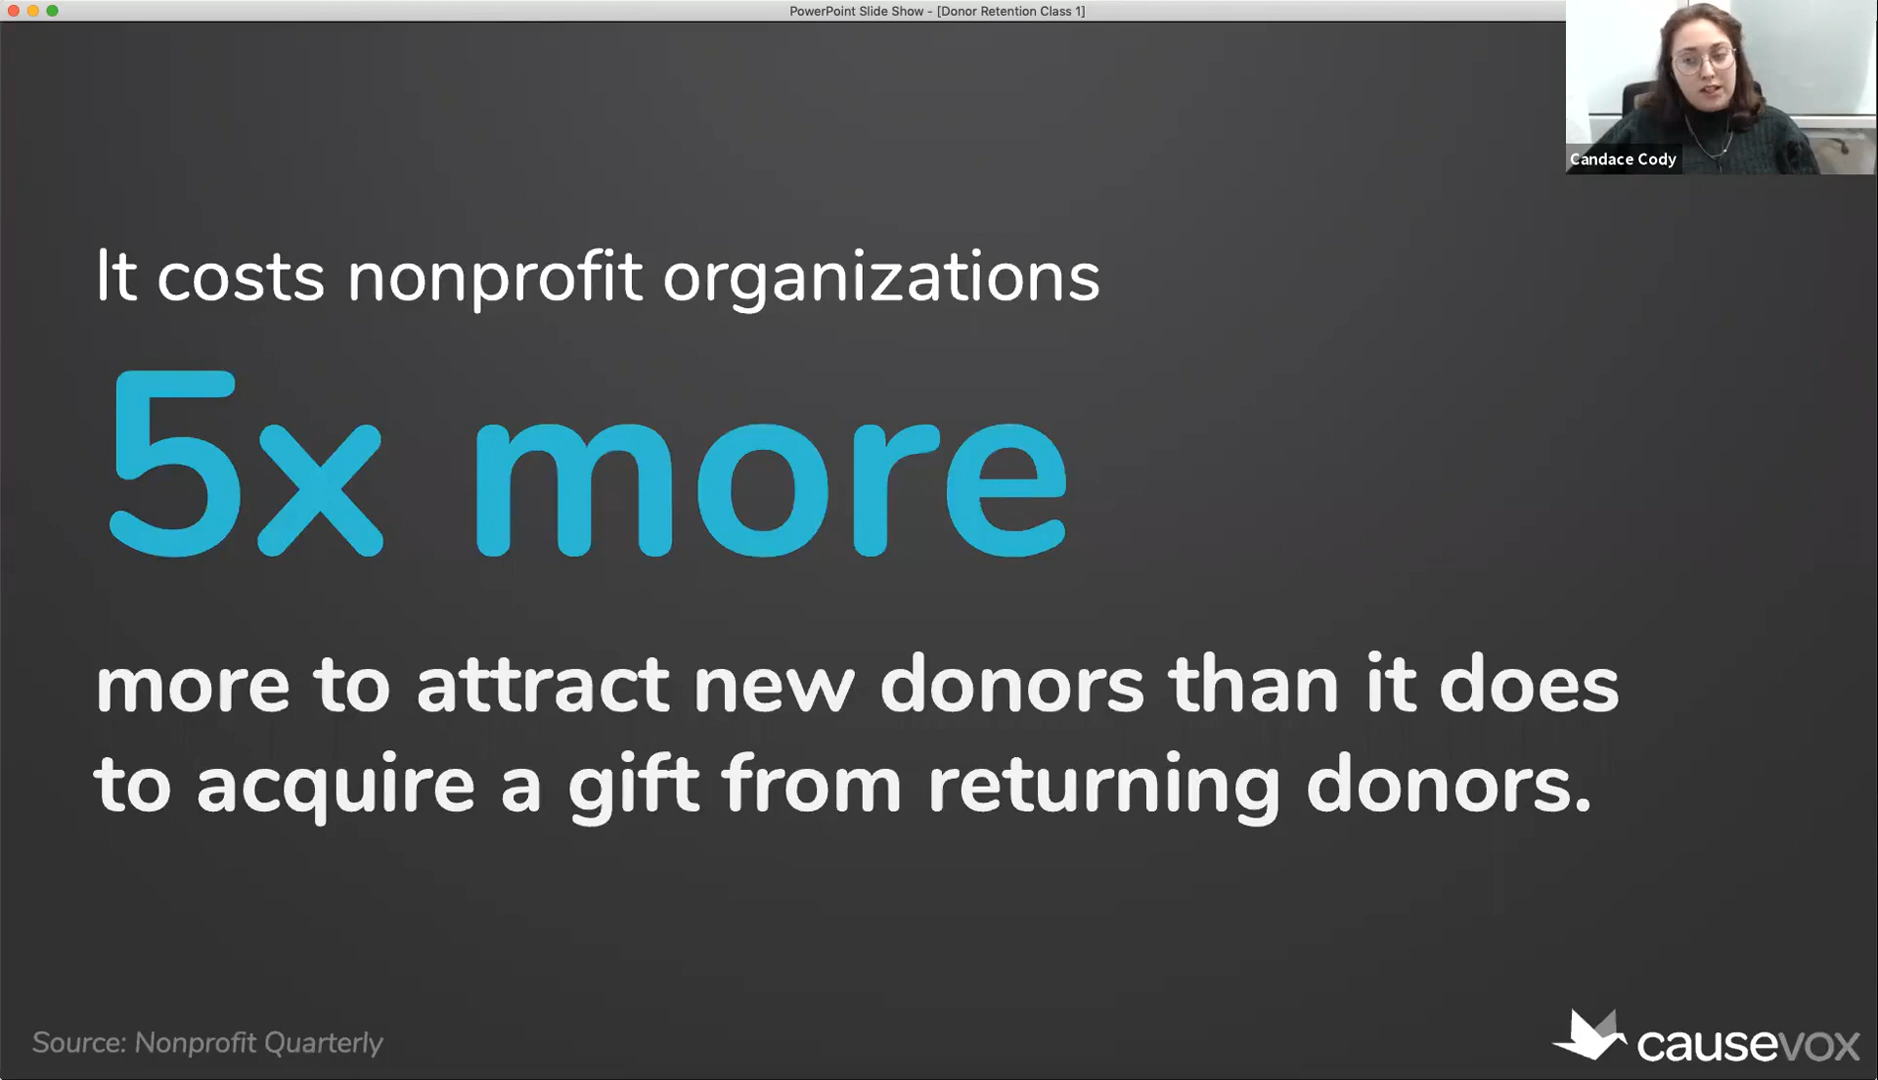 PowerPoint Slide Show - [Donor Retention Class 1]
Candace Cody
It costs nonprofit organizations
5x more
more to attract new donors than it does
to acquire a gift from returning donors.
Source: Nonprofit Quarterly
causevox